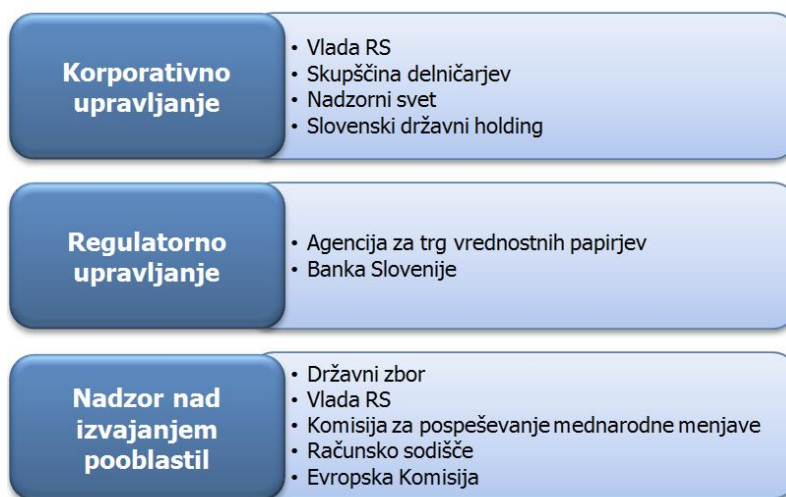 Korporativno
upravljanje
• Vlada RS
• Skupščina delničarjev
• Nadzorni svet
• Slovenski državni holding
Regulatorno
upravljanje
• Agencija za trg vrednostnih papirjev
• Banka Slovenije
Nadzor nad
izvajanjem
pooblastil
• Državni zbor
• Vlada RS
• Komisija za pospeševanje mednarodne menjave
• Računsko sodišče
• Evropska Komisija